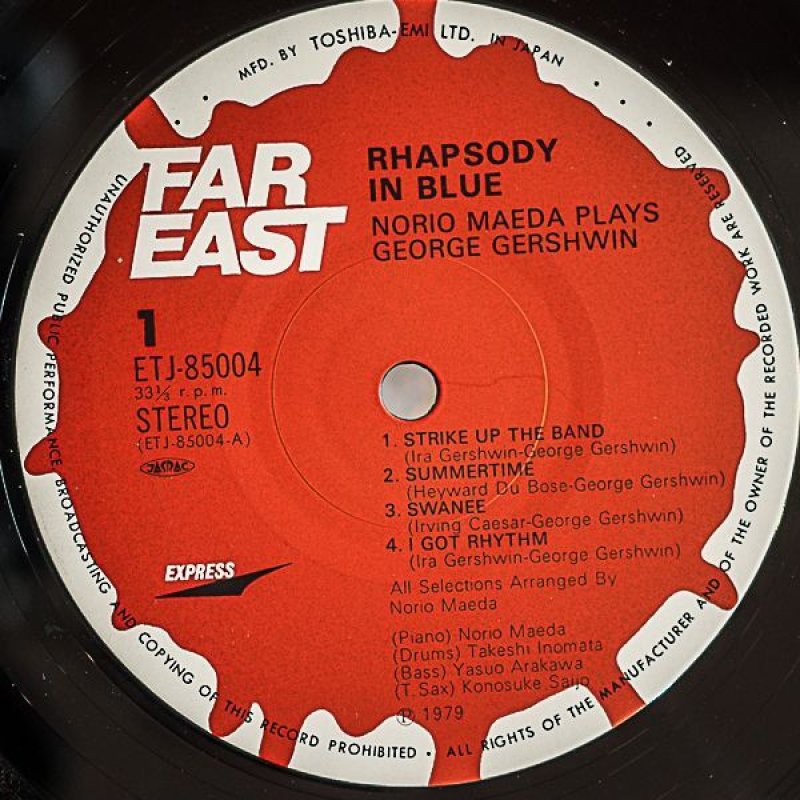 MFD. BY TOSHIBA-EMI LTD. IN JAPAN
FAR
EAST
RHAPSODY
IN BLUE
NORIO MAEDA PLAYS
GEORGE GERSHWIN
1
ETJ-85004
33⅓ r.p.m.
STEREO
(ETJ-85004-A)
JASRAC
1. STRIKE UP THE BAND
(Ira Gershwin-George Gershwin)
2. SUMMERTIME
(Heyward Du Bose-George Gershwin)
3. SWANEE
(Irving Caesar-George Gershwin)
4. I GOT RHYTHM
(Ira Gershwin-George Gershwin)
All Selections Arranged By
Norio Maeda
EXPRESS
(Piano) Norio Maeda
(Drums) Takeshi Inomata
(Bass) Yasuo Arakawa
(T. Sax) Konosuke Saijo
℗ 1979
UNAUTHORIZED PUBLIC PERFORMANCE BROADCASTING AND COPYING OF THIS RECORD PROHIBITED • ALL RIGHTS OF THE MANUFACTURER AND OF THE OWNER OF THE RECORDED WORK ARE RESERVED